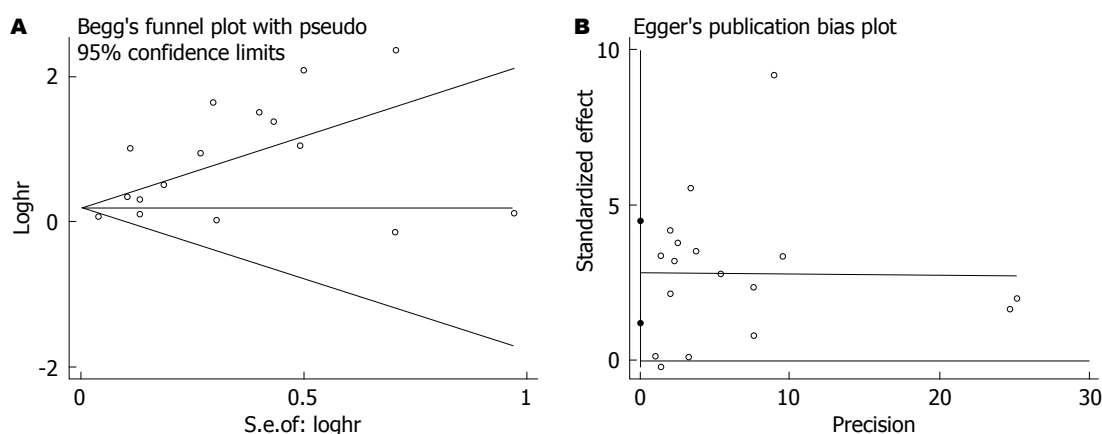 A
Begg's funnel plot with pseudo
95% confidence limits
2
0
-2
Loghr
0
0.5
1
S.e.of: loghr
B
Egger's publication bias plot
10
5
0
Standardized effect
0
10
20
30
Precision